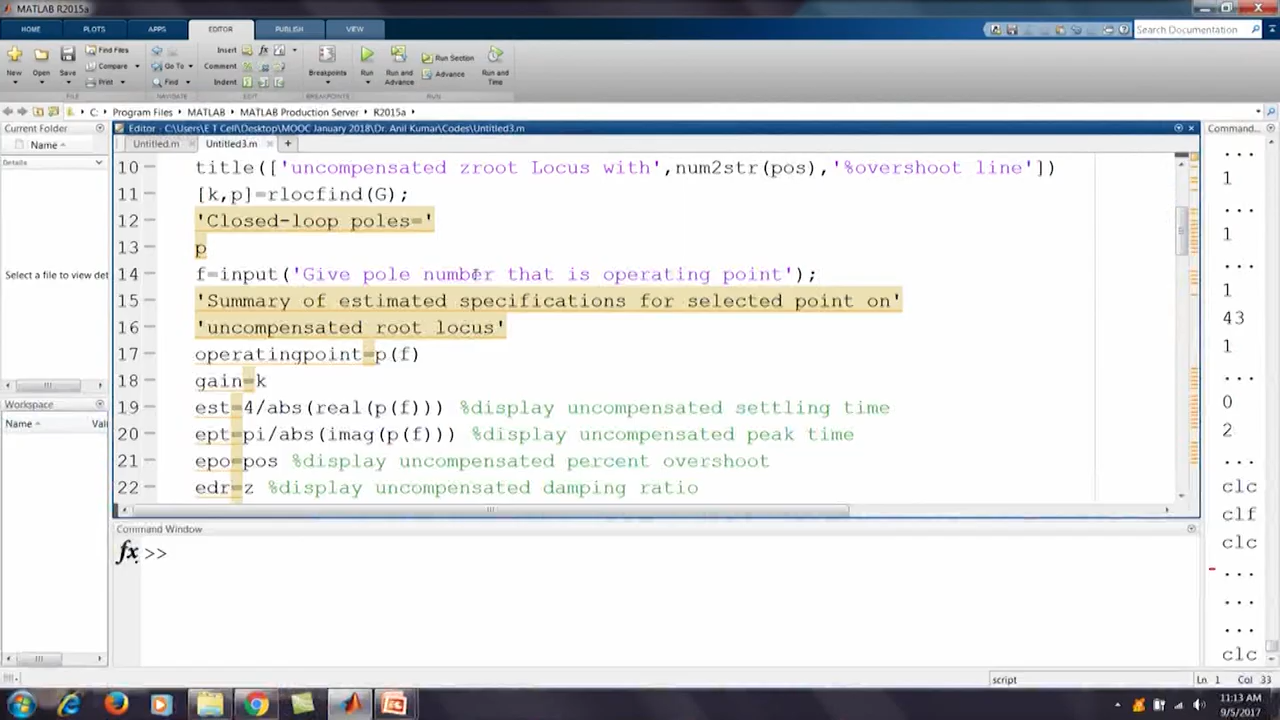 MATLAB R2015a
HOME PLOTS APPS EDITOR PUBLISH VIEW
Search Documentation
New Open Save Find Files Compare Print Go To Find Insert fx Comment Indent Breakpoints Run Run and Advance Run Section Advance Run and Time
FILE NAVIGATE EDIT BREAKPOINTS RUN
C: Program Files MATLAB MATLAB Production Server R2015a
Current Folder
Name
Details
Select a file to view det
Workspace
Name Val
Editor - C:\Users\E T Cell\Desktop\MOOC January 2018\Dr. Anil Kumar\Codes\Untitled3.m
Untitled.m Untitled3.m +
10 title(['uncompensated zroot Locus with',num2str(pos),'%overshoot line'])
11 [k,p]=rlocfind(G);
12 'Closed-loop poles='
13 p
14 f=input('Give pole number that is operating point');
15 'Summary of estimated specifications for selected point on'
16 'uncompensated root locus'
17 operatingpoint=p(f)
18 gain=k
19 est=4/abs(real(p(f))) %display uncompensated settling time
20 ept=pi/abs(imag(p(f))) %display uncompensated peak time
21 epo=pos %display uncompensated percent overshoot
22 edr=z %display uncompensated damping ratio
Command Window
fx >>
Command...
...
1
...
1
...
1
43
1
...
0
2
...
clc
clf
clc
...
...
...
clc
script Ln 1 Col 33
11:13 AM
9/5/2017